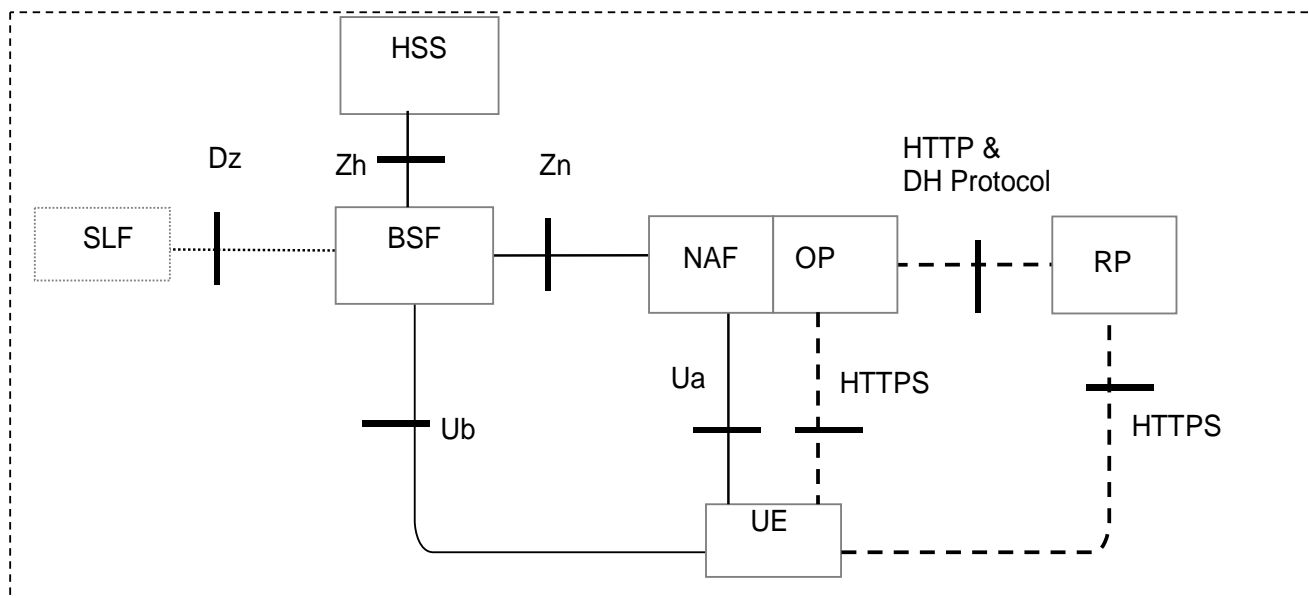 HSS
Dz
Zh
Zn
HTTP &
DH Protocol
SLF
BSF
NAF
OP
RP
Ua
HTTPS
Ub
HTTPS
UE